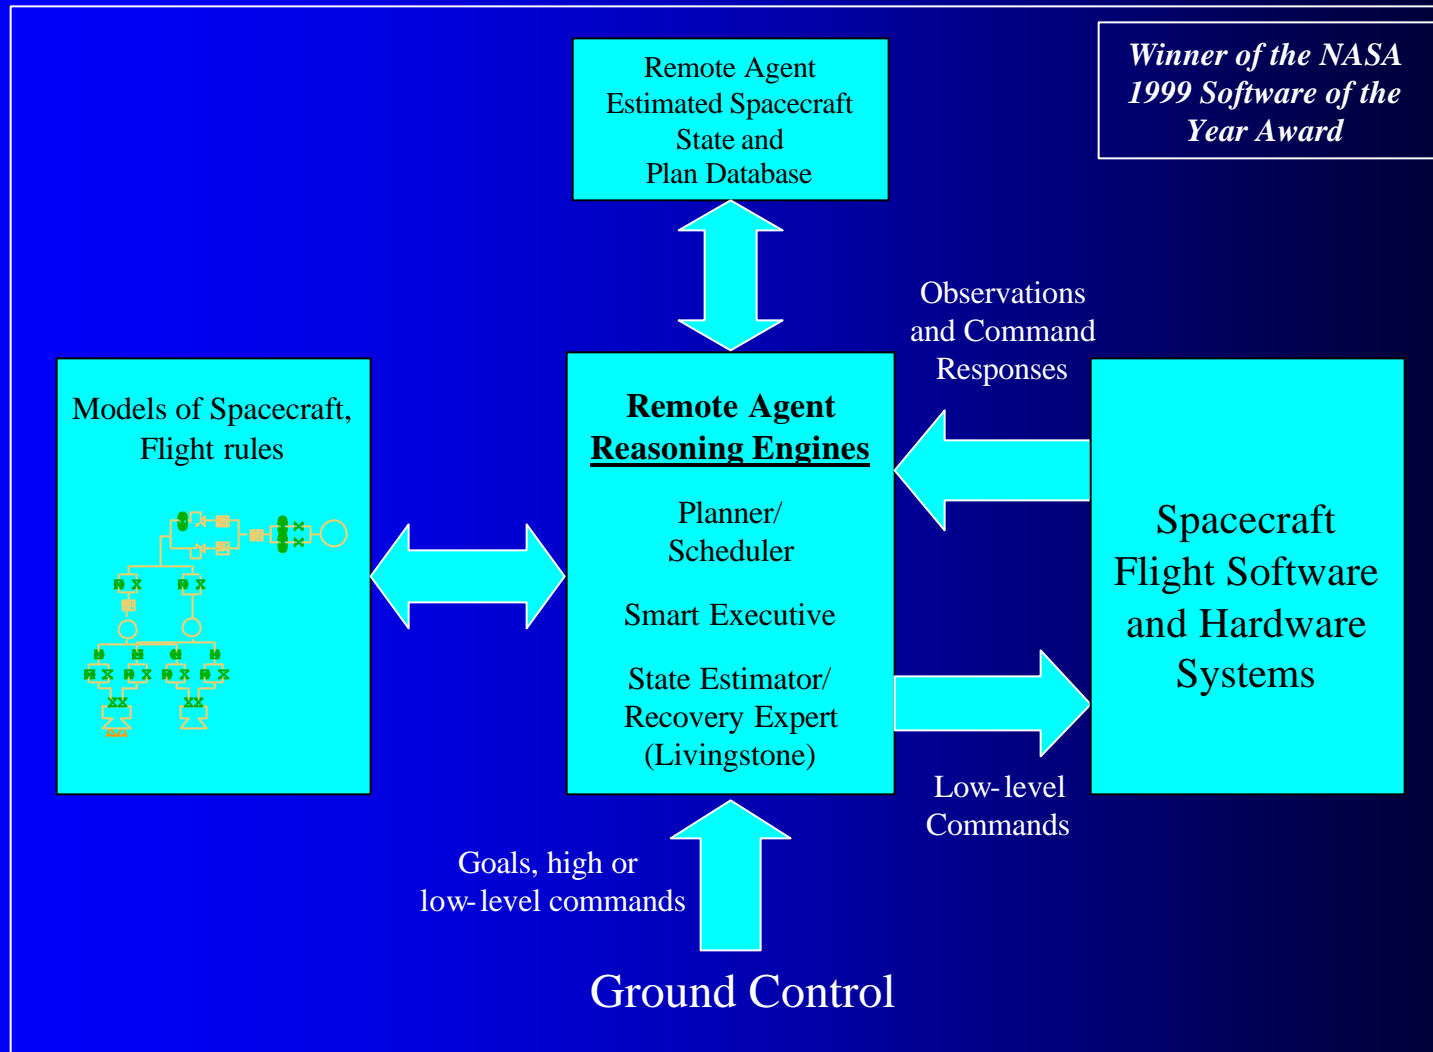 Remote Agent
Estimated Spacecraft
State and
Plan Database
Winner of the NASA
1999 Software of the
Year Award
Observations
and Command
Responses
Models of Spacecraft,
Flight rules
Remote Agent
Reasoning Engines
Planner/
Scheduler
Smart Executive
State Estimator/
Recovery Expert
(Livingstone)
Spacecraft
Flight Software
and Hardware
Systems
Low-level
Commands
Goals, high or
low-level commands
Ground Control